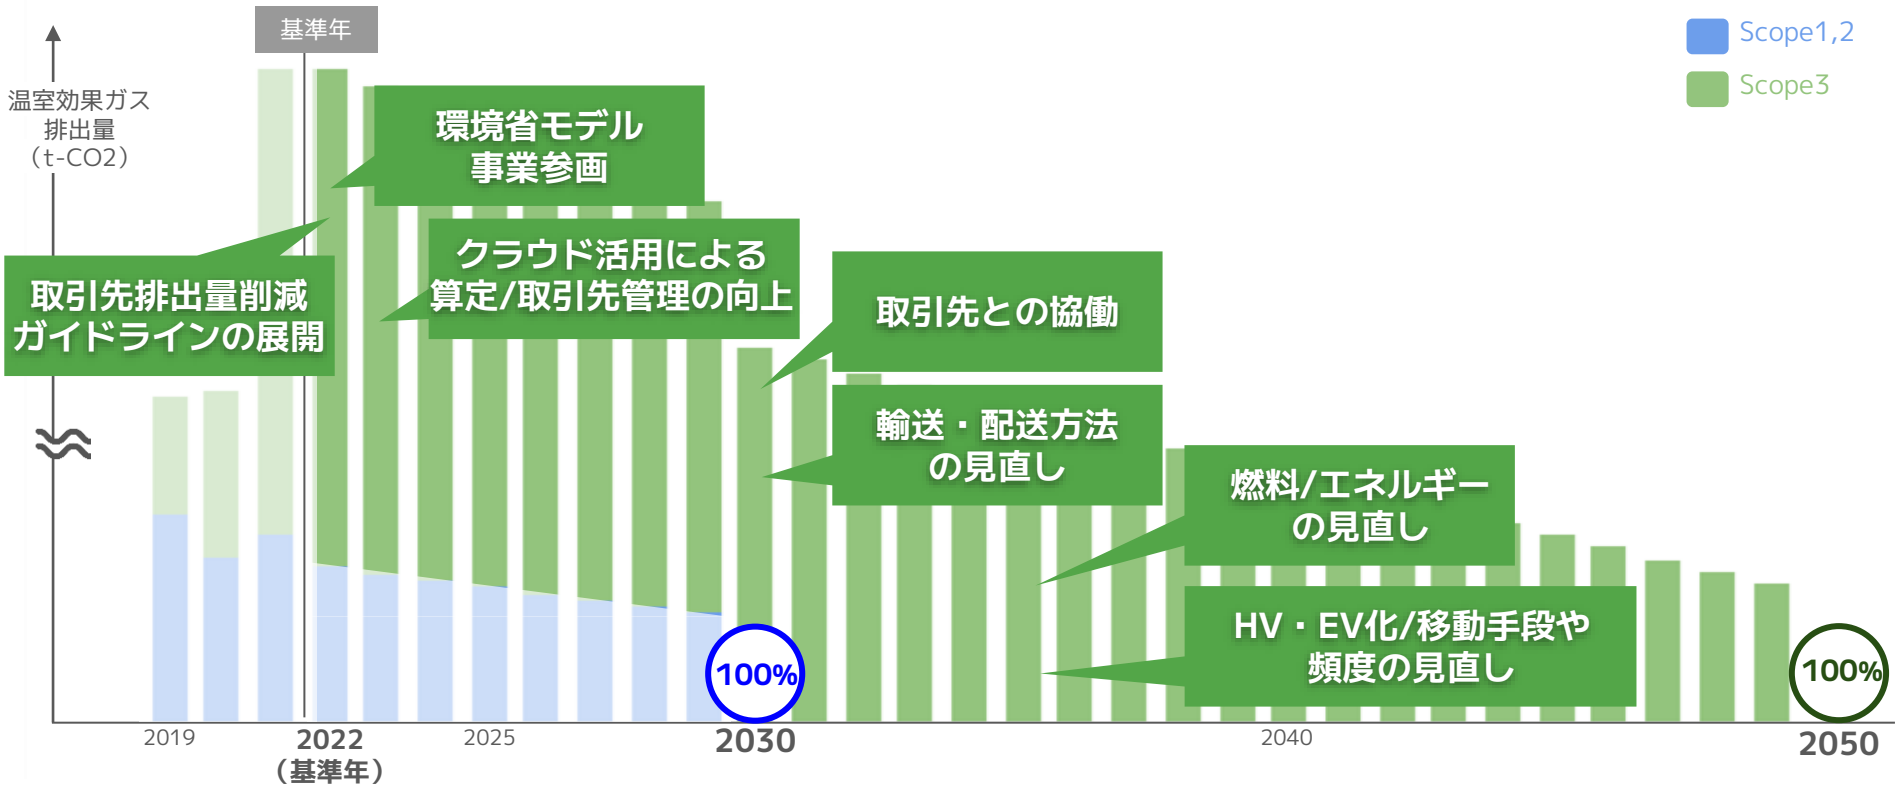 基準年
Scope1,2
Scope3
温室効果ガス
排出量
（t-CO2）
環境省モデル
事業参画
取引先排出量削減
ガイドラインの展開
クラウド活用による
算定/取引先管理の向上
取引先との協働
輸送・配送方法
の見直し
燃料/エネルギー
の見直し
HV・EV化/移動手段や
頻度の見直し
100%
100%
2019
2022
（基準年）
2025
2030
2040
2050